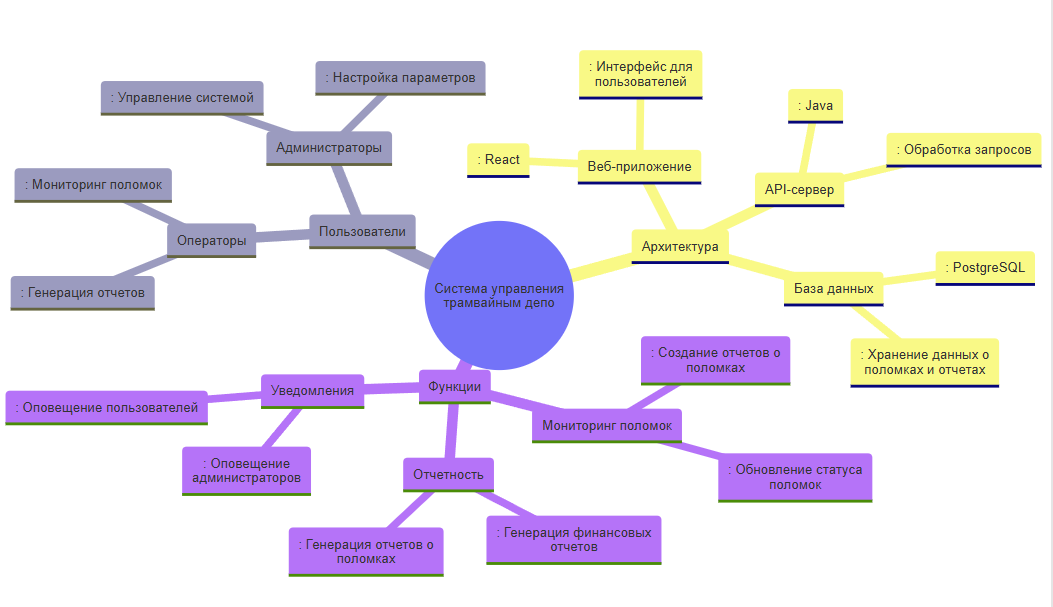 Система управления
трамвайным депо
Пользователи
Администраторы
: Управление системой
: Настройка параметров
Операторы
: Мониторинг поломок
: Генерация отчетов
Архитектура
Веб-приложение
: React
: Интерфейс для
пользователей
API-сервер
: Java
: Обработка запросов
База данных
: PostgreSQL
: Хранение данных о
поломках и отчетах
Функции
Мониторинг поломок
: Создание отчетов о
поломках
: Обновление статуса
поломок
Отчетность
: Генерация отчетов о
поломках
: Генерация финансовых
отчетов
Уведомления
: Оповещение пользователей
: Оповещение
администраторов